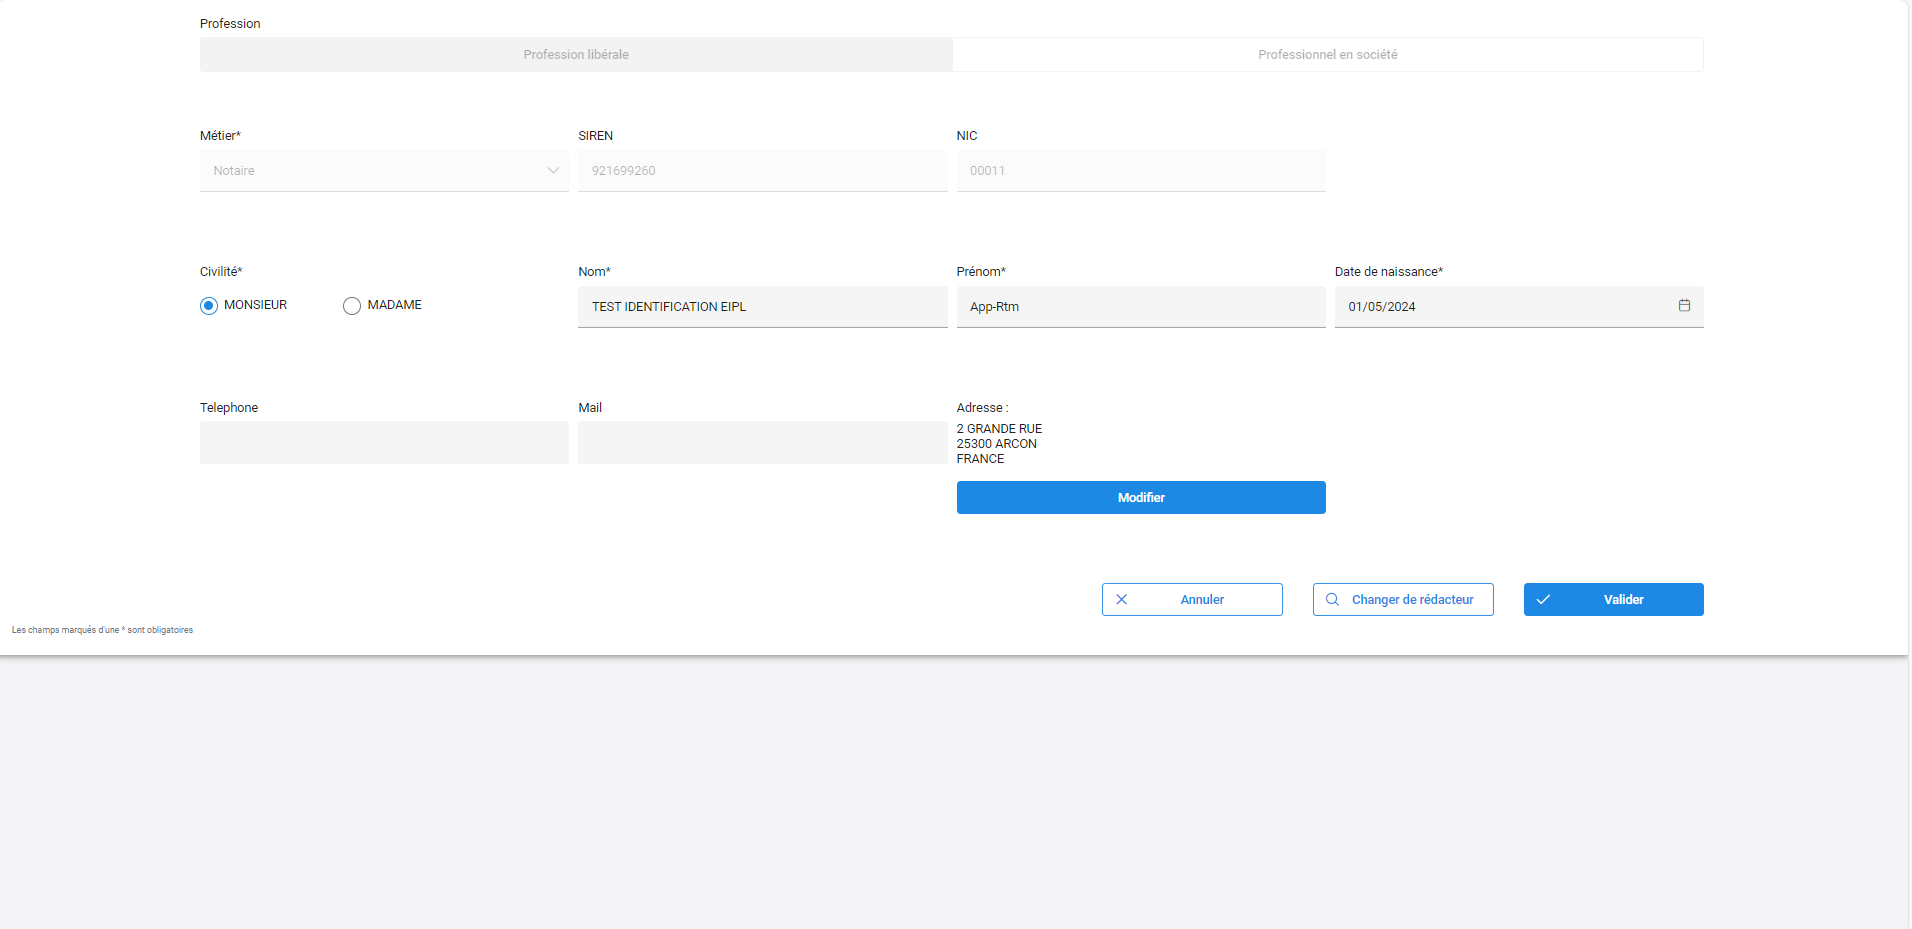 Profession
Profession libérale
Professionnel en société
Métier*
SIREN
NIC
Notaire
921699260
00011
Civilité*
Nom*
Prénom*
Date de naissance*
MONSIEUR
MADAME
TEST IDENTIFICATION EIPL
App-Rtm
01/05/2024
Telephone
Mail
Adresse :
2 GRANDE RUE
25300 ARCON
FRANCE
Modifier
Annuler
Changer de rédacteur
Valider
Les champs marqués d'une * sont obligatoires